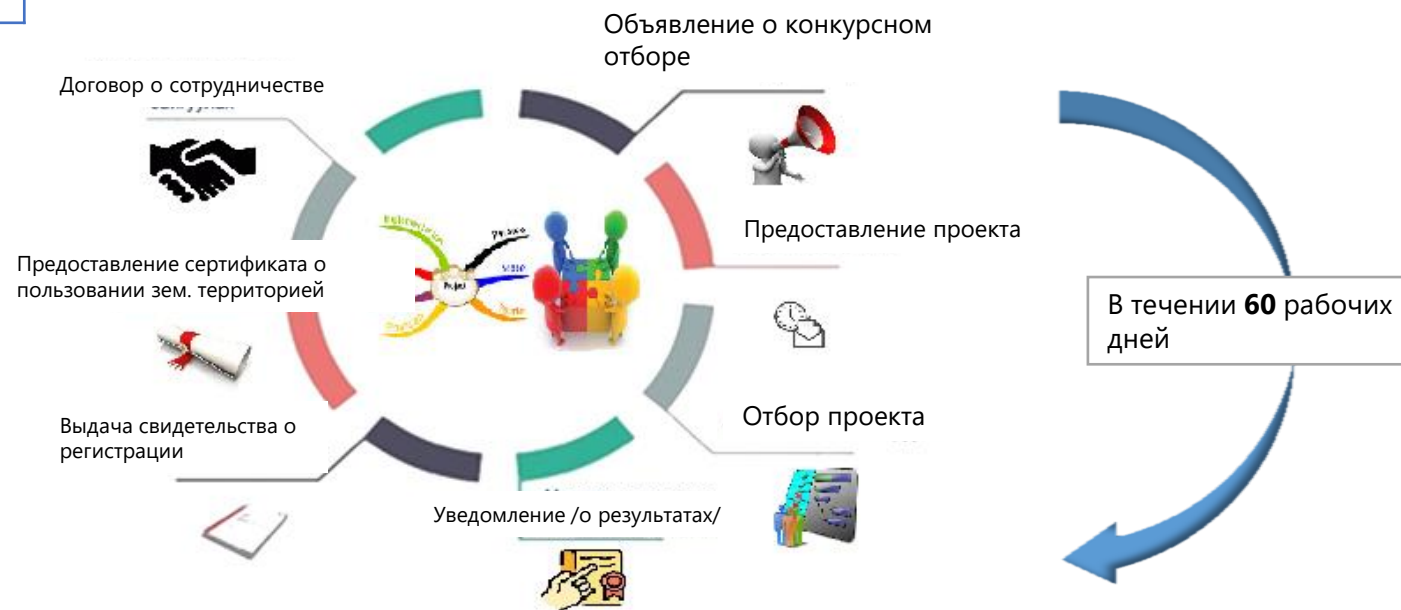 Объявление о конкурсном
отборе
Договор о сотрудничестве
Предоставление проекта
Предоставление сертификата о
пользовании зем. территорией
Project
В течении 60 рабочих
дней
Отбор проекта
Выдача свидетельства о
регистрации
Уведомление /о результатах/